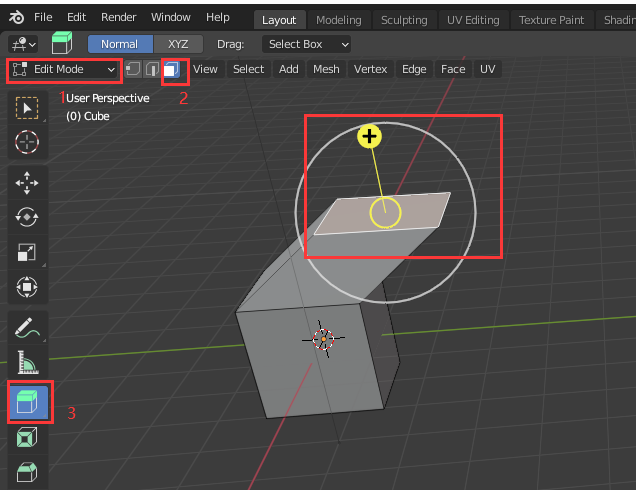 File Edit Render Window Help Layout Modeling Sculpting UV Editing Texture Paint Shadin
Normal XYZ Drag: Select Box
Edit Mode View Select Add Mesh Vertex Edge Face UV
1 User Perspective 2
(0) Cube
3